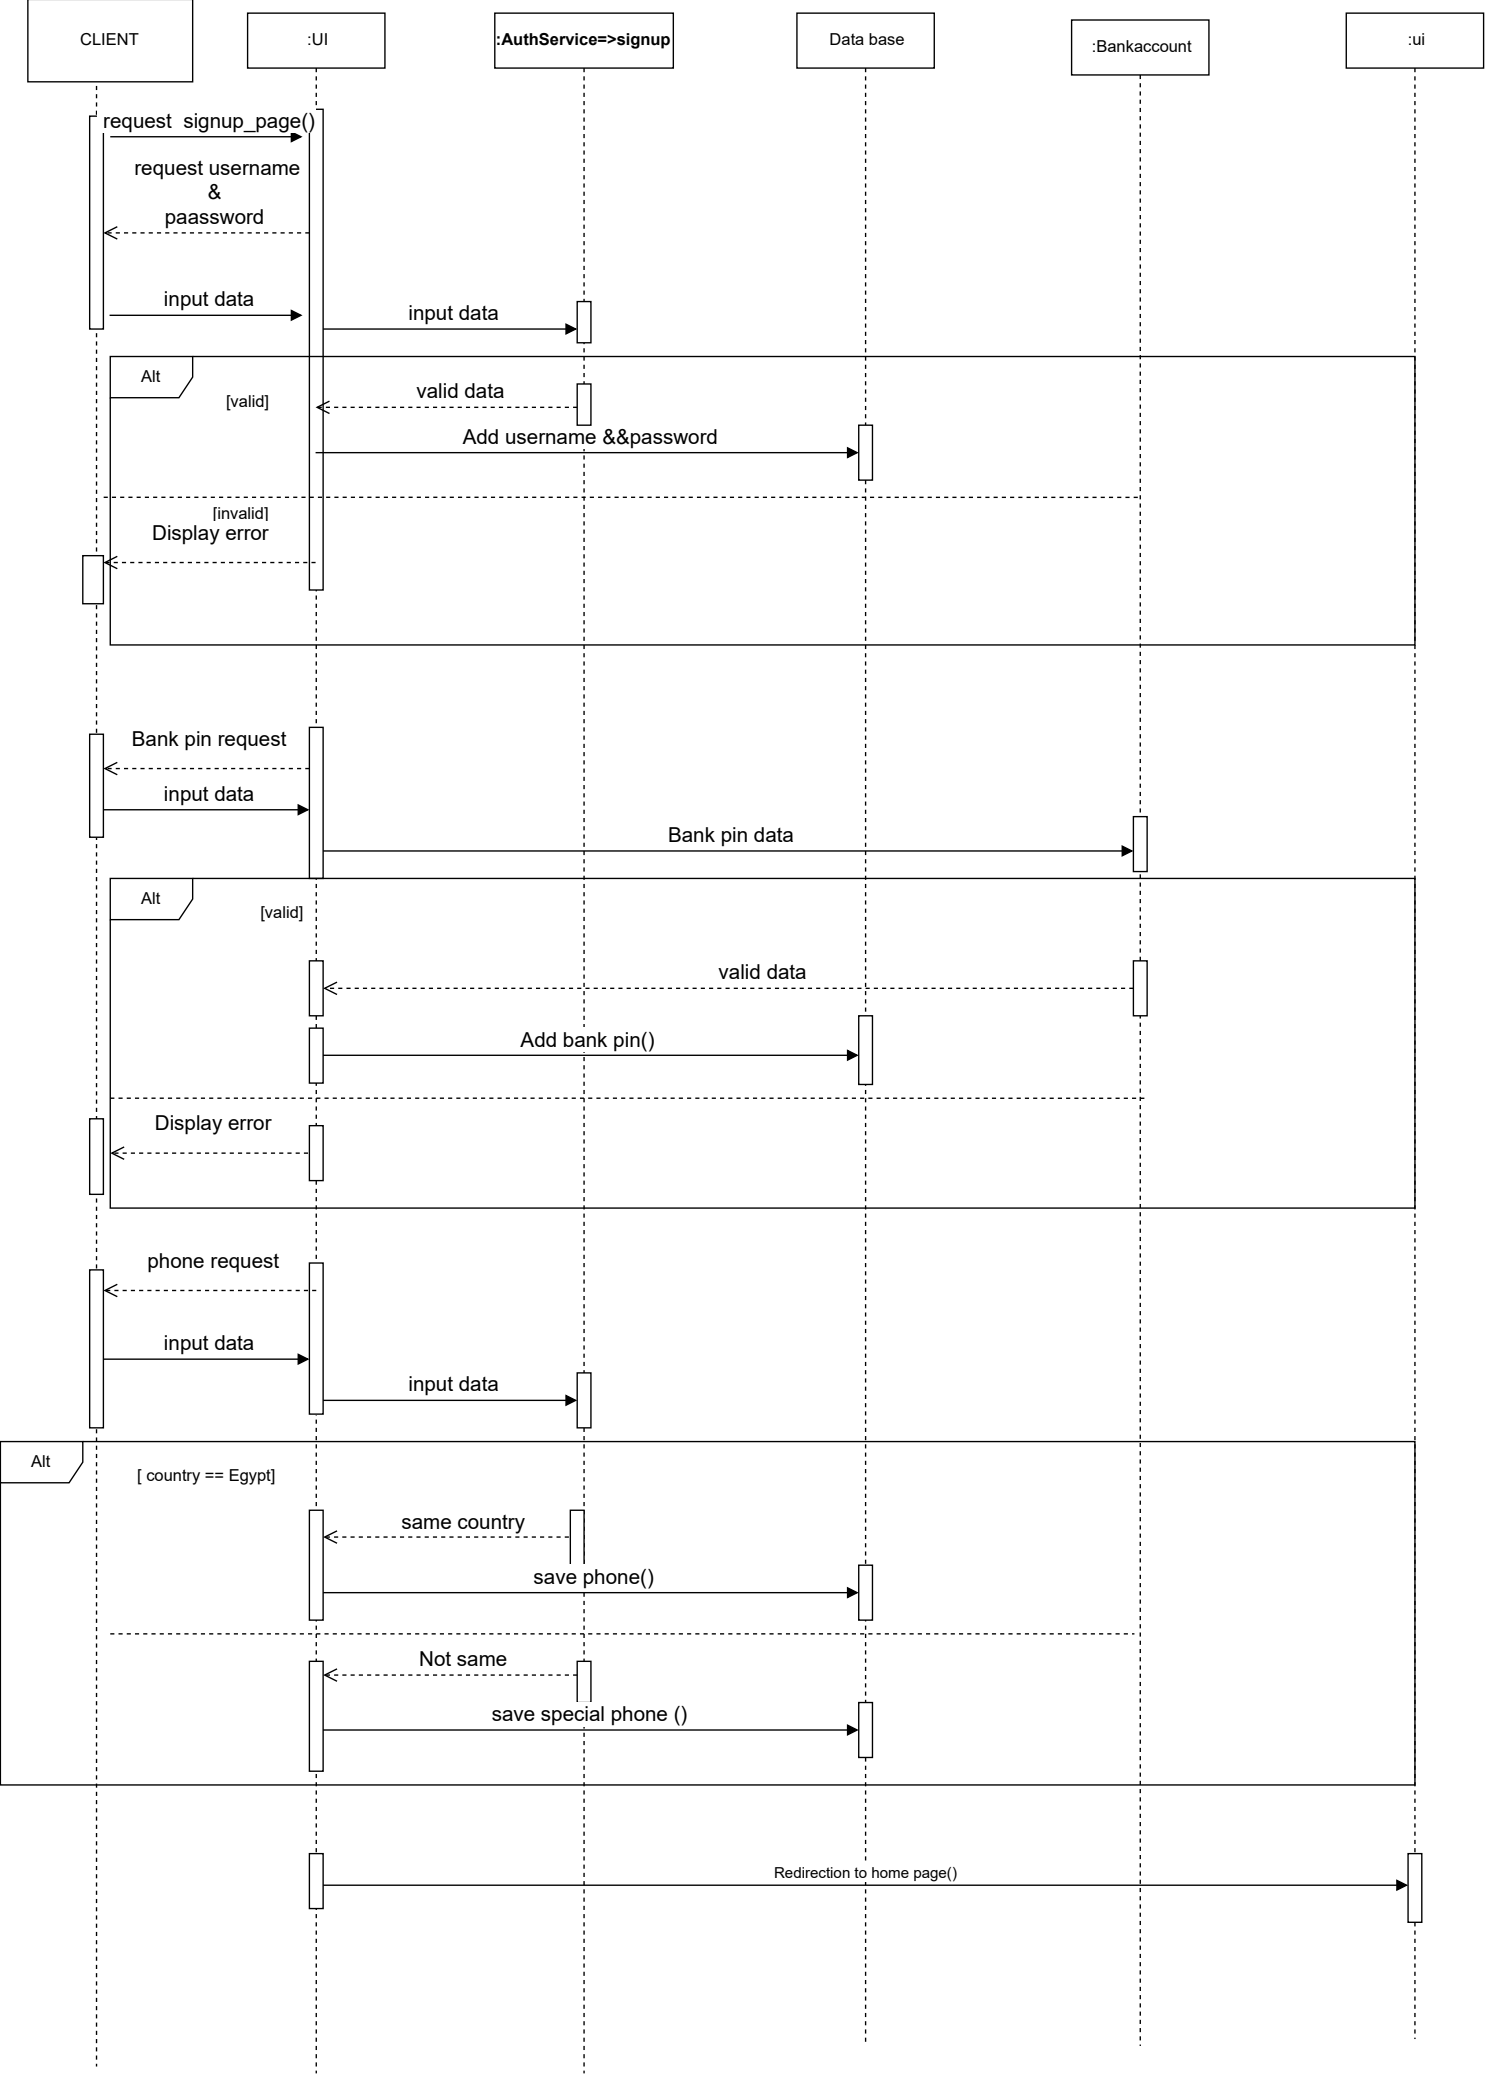 CLIENT
:UI
:AuthService=>signup
Data base
:Bankaccount
:ui
request  signup_page()
request username
&
paassword
input data
input data
Alt
[valid]
valid data
Add username &&password
[invalid]
Display error
Bank pin request
input data
Bank pin data
Alt
[valid]
valid data
Add bank pin()
Display error
phone request
input data
input data
Alt
[ country == Egypt]
same country
save phone()
Not same
save special phone ()
Redirection to home page()